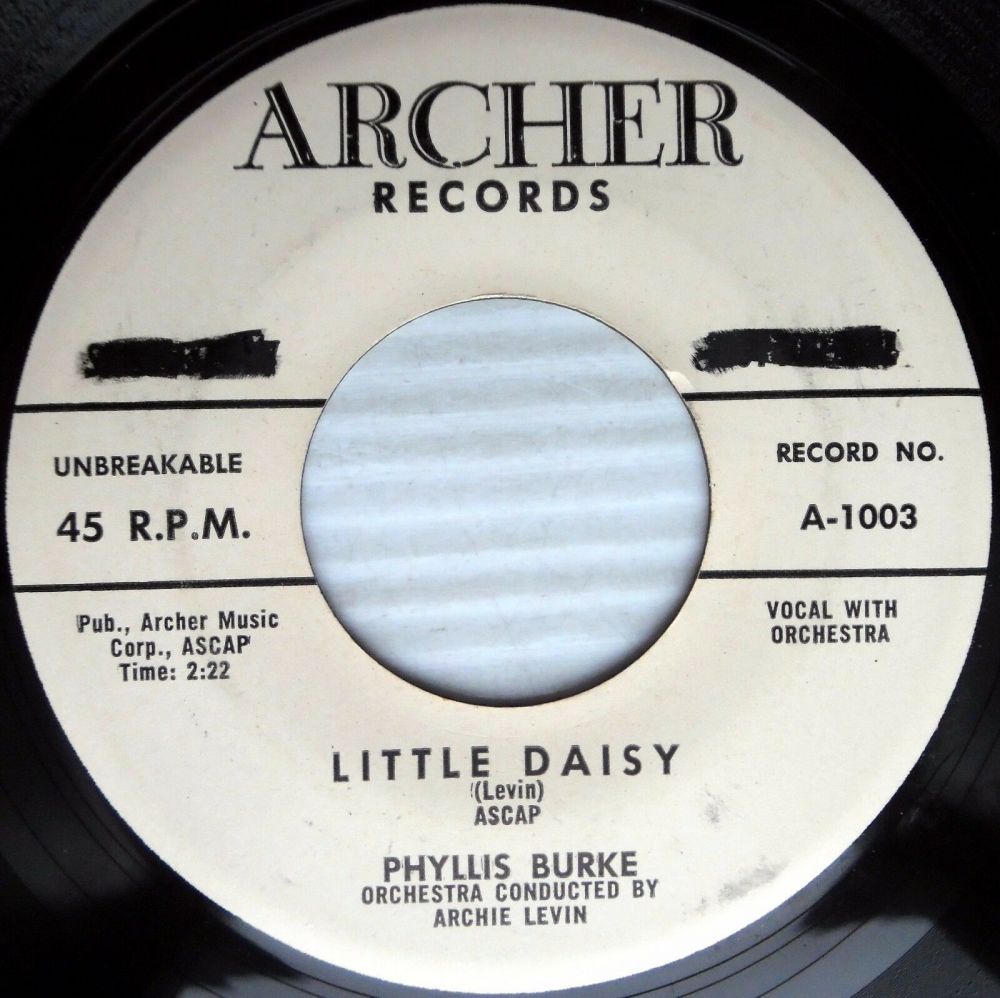 ARCHER
RECORDS
UNBREAKABLE
45 R.P.M.
RECORD NO.
A-1003
Pub., Archer Music
Corp., ASCAP
Time: 2:22
VOCAL WITH
ORCHESTRA
LITTLE DAISY
(Levin)
ASCAP
PHYLLIS BURKE
ORCHESTRA CONDUCTED BY
ARCHIE LEVIN